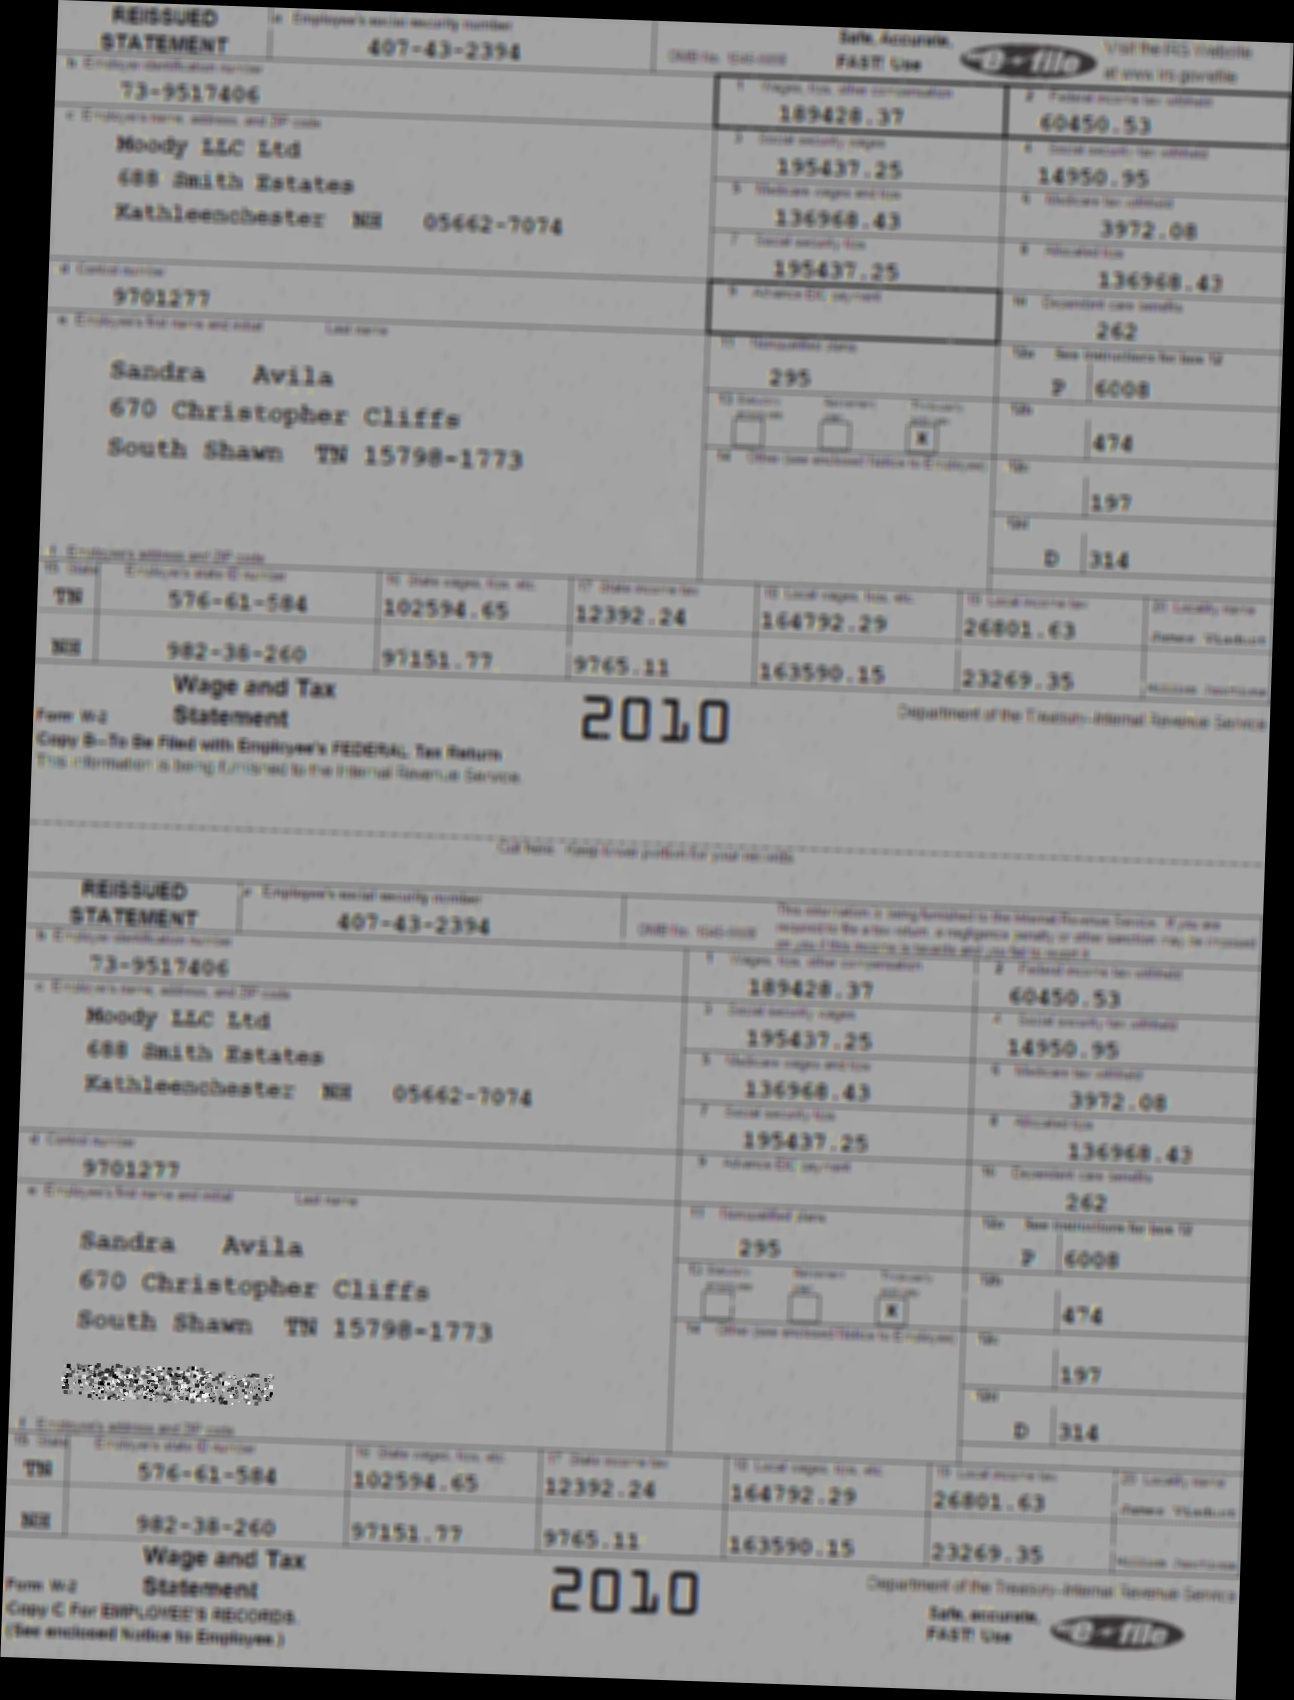 REISSUED
STATEMENT
a Employee's social security number
407-43-2394
OMB No. 1545-0008
Safe, Accurate,
FAST! Use
e-file
Visit the IRS Website
at www.irs.gov/efile
b Employer identification number
73-9517406
1 Wages, tips, other compensation
189428.37
2 Federal income tax withheld
60450.53
c Employer's name, address, and ZIP code
Moody LLC Ltd
688 Smith Estates
Kathleenchester NH 05662-7074
3 Social security wages
195437.25
4 Social security tax withheld
14950.95
5 Medicare wages and tips
136968.43
6 Medicare tax withheld
3972.08
7 Social security tips
195437.25
8 Allocated tips
136968.43
d Control number
9701277
9 Advance EIC payment
10 Dependent care benefits
262
e Employee's first name and initial Last name
Sandra Avila
670 Christopher Cliffs
South Shawn TN 15798-1773
11 Nonqualified plans
295
12a See instructions for box 12
P 6008
12b
474
13 Statutory employee
Retirement plan
Third-party sick pay
X
14 Other (see enclosed Notice to Employee)
12c
197
12d
D 314
f Employee's address and ZIP code
15 State Employer's state ID number 16 State wages, tips, etc. 17 State income tax 18 Local wages, tips, etc. 19 Local income tax 20 Locality name
TN 576-61-584 102594.65 12392.24 164792.29 26801.63 James
NH 982-38-260 97151.77 9765.11 163590.15 23269.35
Wage and Tax
Statement
Form W-2
2010
Department of the Treasury-Internal Revenue Service
Copy B-To Be Filed with Employee's FEDERAL Tax Return
This information is being furnished to the Internal Revenue Service.
Cut here. Keep lower portion for your records
REISSUED
STATEMENT
a Employee's social security number
407-43-2394
OMB No. 1545-0008
This information is being furnished to the Internal Revenue Service. If you are
required to file a tax return, a negligence penalty or other sanction may be imposed
on you if this income is taxable and you fail to report it
b Employer identification number
73-9517406
1 Wages, tips, other compensation
189428.37
2 Federal income tax withheld
60450.53
c Employer's name, address, and ZIP code
Moody LLC Ltd
688 Smith Estates
Kathleenchester NH 05662-7074
3 Social security wages
195437.25
4 Social security tax withheld
14950.95
5 Medicare wages and tips
136968.43
6 Medicare tax withheld
3972.08
7 Social security tips
195437.25
8 Allocated tips
136968.43
d Control number
9701277
9 Advance EIC payment
10 Dependent care benefits
262
e Employee's first name and initial Last name
Sandra Avila
670 Christopher Cliffs
South Shawn TN 15798-1773
11 Nonqualified plans
295
12a See instructions for box 12
P 6008
12b
474
13 Statutory employee
Retirement plan
Third-party sick pay
X
14 Other (see enclosed Notice to Employee)
12c
197
12d
D 314
f Employee's address and ZIP code
15 State Employer's state ID number 16 State wages, tips, etc. 17 State income tax 18 Local wages, tips, etc. 19 Local income tax 20 Locality name
TN 576-61-584 102594.65 12392.24 164792.29 26801.63 James
NH 982-38-260 97151.77 9765.11 163590.15 23269.35
Wage and Tax
Statement
Form W-2
2010
Department of the Treasury-Internal Revenue Service
Copy C For EMPLOYEE'S RECORDS.
(See enclosed Notice to Employee.)
Safe, accurate,
FAST! Use
e-file